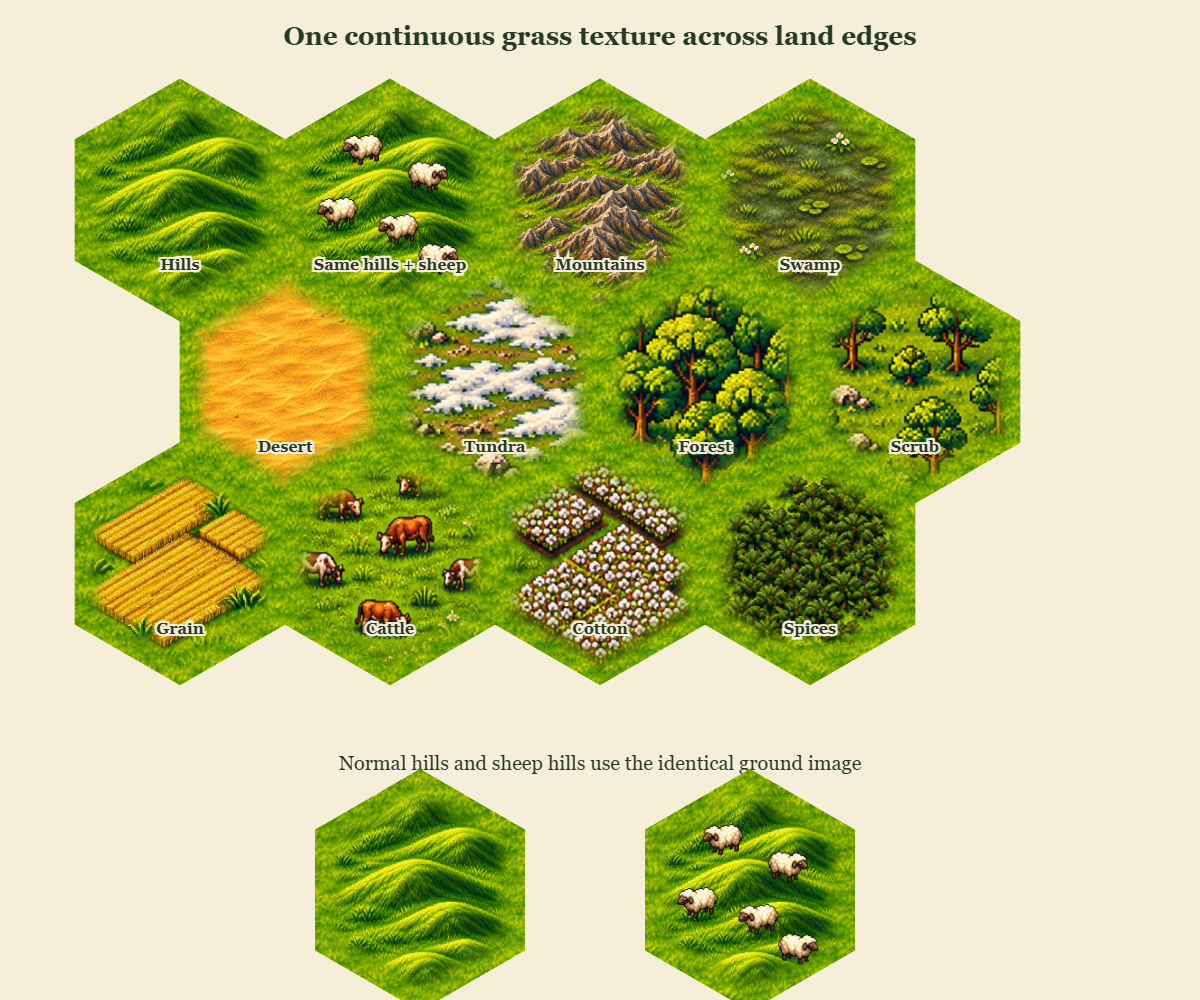 One continuous grass texture across land edges
Hills
Same hills + sheep
Mountains
Swamp
Desert
Tundra
Forest
Scrub
Grain
Cattle
Cotton
Spices
Normal hills and sheep hills use the identical ground image